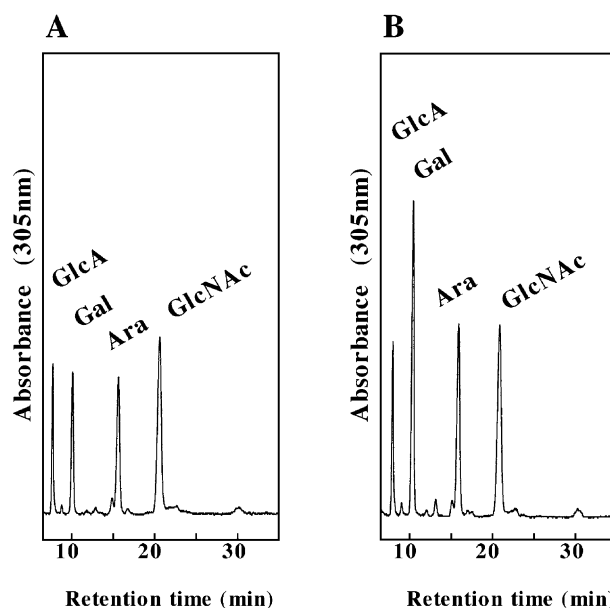 A
Absorbance (305nm)
GlcA
Gal
Ara
GlcNAc
10 20 30
Retention time (min)
B
Absorbance (305nm)
GlcA
Gal
Ara
GlcNAc
10 20 30
Retention time (min)